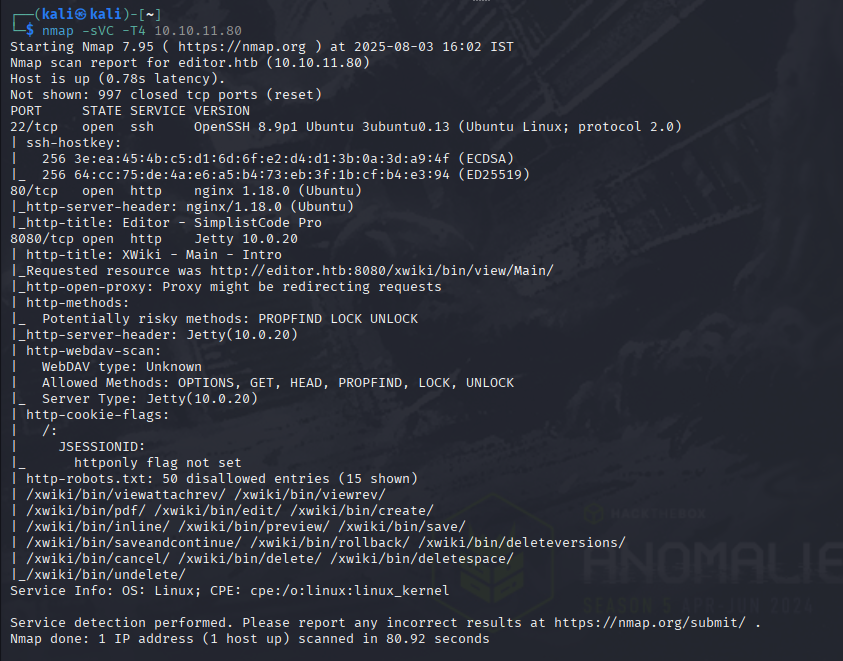 ┌──(kali㉿kali)-[~]
└─$ nmap -sVC -T4 10.10.11.80
Starting Nmap 7.95 ( https://nmap.org ) at 2025-08-03 16:02 IST
Nmap scan report for editor.htb (10.10.11.80)
Host is up (0.78s latency).
Not shown: 997 closed tcp ports (reset)
PORT     STATE SERVICE VERSION
22/tcp   open  ssh     OpenSSH 8.9p1 Ubuntu 3ubuntu0.13 (Ubuntu Linux; protocol 2.0)
| ssh-hostkey:
|   256 3e:ea:45:4b:c5:d1:6d:6f:e2:d4:d1:3b:0a:3d:a9:4f (ECDSA)
|_  256 64:cc:75:de:4a:e6:a5:b4:73:eb:3f:1b:cf:b4:e3:94 (ED25519)
80/tcp   open  http    nginx 1.18.0 (Ubuntu)
|_http-server-header: nginx/1.18.0 (Ubuntu)
|_http-title: Editor - SimplistCode Pro
8080/tcp open  http    Jetty 10.0.20
| http-title: XWiki - Main - Intro
|_Requested resource was http://editor.htb:8080/xwiki/bin/view/Main/
|_http-open-proxy: Proxy might be redirecting requests
| http-methods:
|_  Potentially risky methods: PROPFIND LOCK UNLOCK
|_http-server-header: Jetty(10.0.20)
| http-webdav-scan:
|   WebDAV type: Unknown
|   Allowed Methods: OPTIONS, GET, HEAD, PROPFIND, LOCK, UNLOCK
|_  Server Type: Jetty(10.0.20)
| http-cookie-flags:
|   /:
|     JSESSIONID:
|_      httponly flag not set
| http-robots.txt: 50 disallowed entries (15 shown)
| /xwiki/bin/viewattachrev/ /xwiki/bin/viewrev/
| /xwiki/bin/pdf/ /xwiki/bin/edit/ /xwiki/bin/create/
| /xwiki/bin/inline/ /xwiki/bin/preview/ /xwiki/bin/save/
| /xwiki/bin/saveandcontinue/ /xwiki/bin/rollback/ /xwiki/bin/deleteversions/
| /xwiki/bin/cancel/ /xwiki/bin/delete/ /xwiki/bin/deletespace/
|_/xwiki/bin/undelete/
Service Info: OS: Linux; CPE: cpe:/o:linux:linux_kernel
Service detection performed. Please report any incorrect results at https://nmap.org/submit/ .
Nmap done: 1 IP address (1 host up) scanned in 80.92 seconds
HACKTHEBOX
ANOMALIE
SEASON 5 APR-JUN 2024